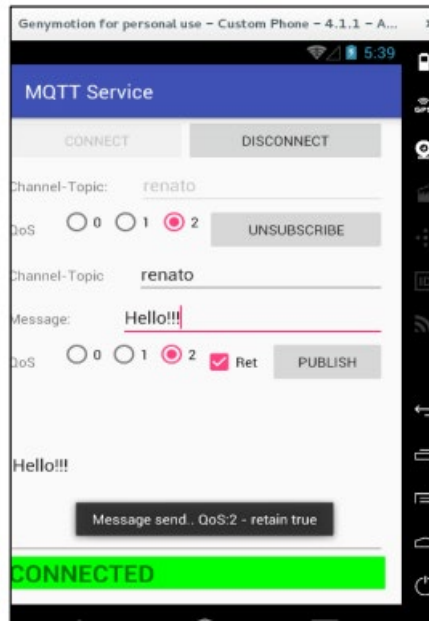 Genymotion for personal use – Custom Phone – 4.1.1 – A...
5:39
MQTT Service
CONNECT DISCONNECT
Channel-Topic: renato
QoS 0 1 2 UNSUBSCRIBE
Channel-Topic renato
Message: Hello!!!
QoS 0 1 2 Ret PUBLISH
Hello!!!
Message send.. QoS:2 - retain true
CONNECTED